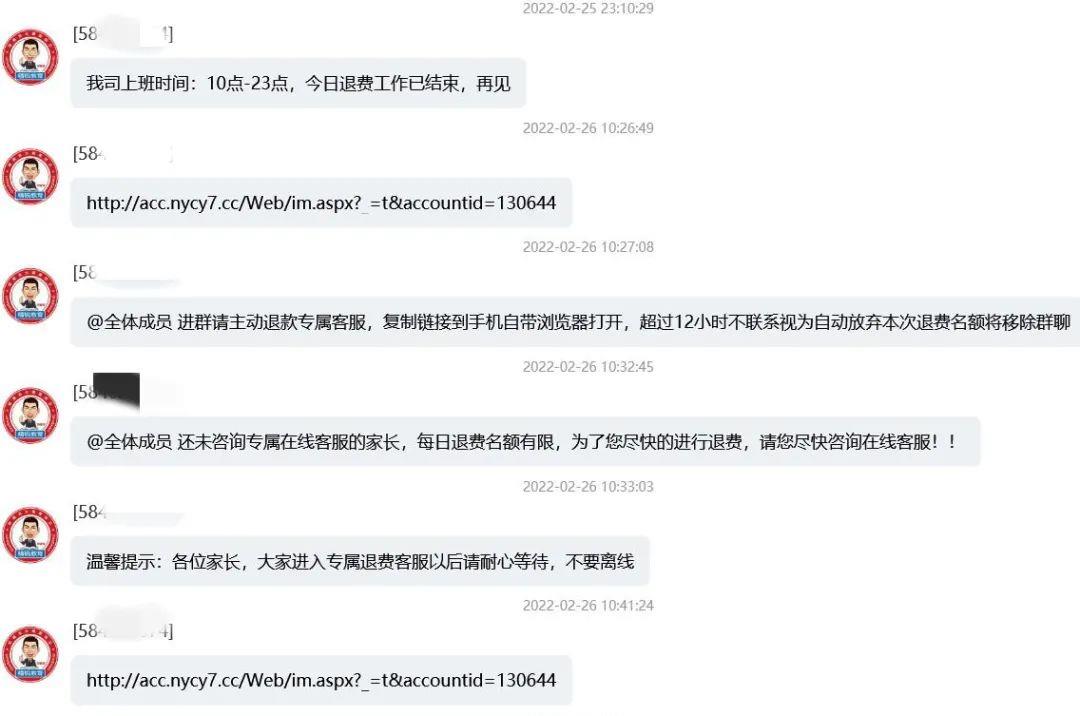 2022-02-25 23:10:29
[58 4]
我司上班时间：10点-23点，今日退费工作已结束，再见
2022-02-26 10:26:49
[584
http://acc.nycy7.cc/Web/im.aspx?_=t&accountid=130644
2022-02-26 10:27:08
[58
@全体成员 进群请主动退款专属客服，复制链接到手机自带浏览器打开，超过12小时不联系视为自动放弃本次退费名额将移除群聊
2022-02-26 10:32:45
[58
@全体成员 还未咨询专属在线客服的家长，每日退费名额有限，为了您尽快的进行退费，请您尽快咨询在线客服！！
2022-02-26 10:33:03
[584
温馨提示：各位家长，大家进入专属退费客服以后请耐心等待，不要离线
2022-02-26 10:41:24
[584 74]
http://acc.nycy7.cc/Web/im.aspx?_=t&accountid=130644